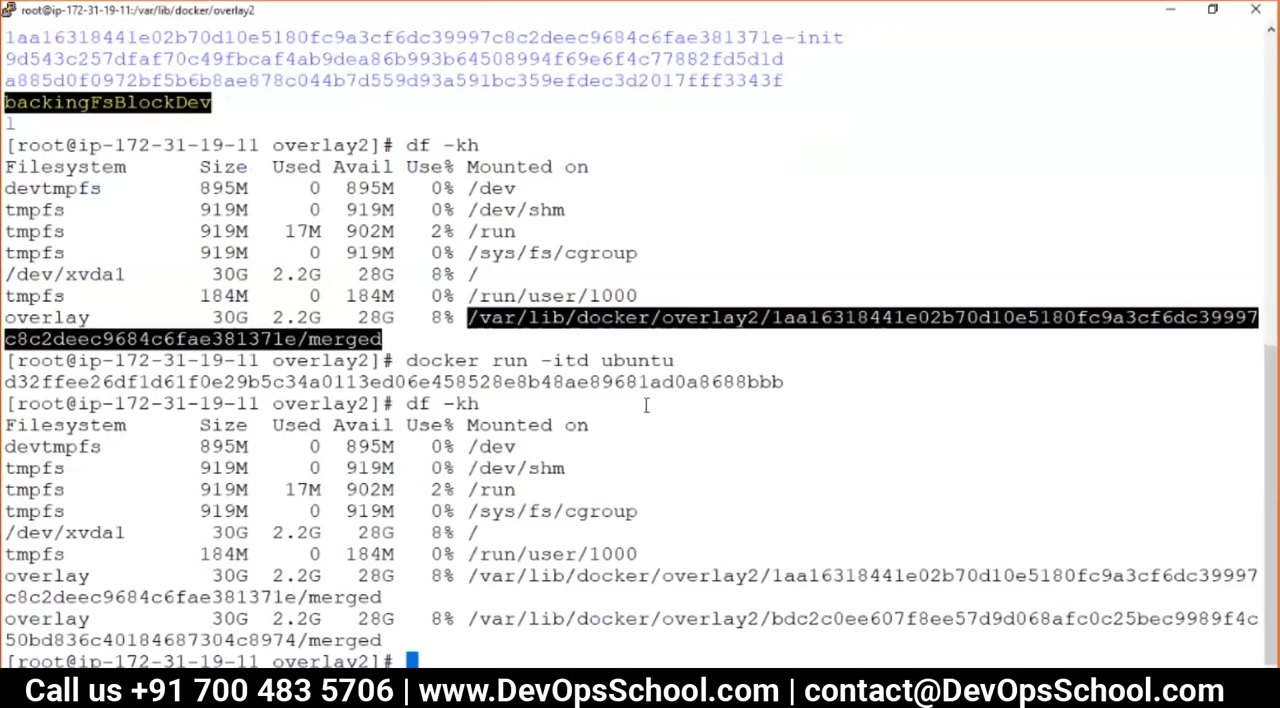 root@ip-172-31-19-11:/var/lib/docker/overlay2
1aa16318441e02b70d10e5180fc9a3cf6dc39997c8c2deec9684c6fae381371e-init
9d543c257dfaf70c49fbcaf4ab9dea86b993b64508994f69e6f4c77882fd5d1d
a885d0f0972bf5b6b8ae878c044b7d559d93a591bc359efdec3d2017fff3343f
backingFsBlockDev
l
[root@ip-172-31-19-11 overlay2]# df -kh
Filesystem Size Used Avail Use% Mounted on
devtmpfs 895M 0 895M 0% /dev
tmpfs 919M 0 919M 0% /dev/shm
tmpfs 919M 17M 902M 2% /run
tmpfs 919M 0 919M 0% /sys/fs/cgroup
/dev/xvda1 30G 2.2G 28G 8% /
tmpfs 184M 0 184M 0% /run/user/1000
overlay 30G 2.2G 28G 8% /var/lib/docker/overlay2/1aa16318441e02b70d10e5180fc9a3cf6dc39997
c8c2deec9684c6fae381371e/merged
[root@ip-172-31-19-11 overlay2]# docker run -itd ubuntu
d32ffee26df1d61f0e29b5c34a0113ed06e458528e8b48ae89681ad0a8688bbb
[root@ip-172-31-19-11 overlay2]# df -kh
Filesystem Size Used Avail Use% Mounted on
devtmpfs 895M 0 895M 0% /dev
tmpfs 919M 0 919M 0% /dev/shm
tmpfs 919M 17M 902M 2% /run
tmpfs 919M 0 919M 0% /sys/fs/cgroup
/dev/xvda1 30G 2.2G 28G 8% /
tmpfs 184M 0 184M 0% /run/user/1000
overlay 30G 2.2G 28G 8% /var/lib/docker/overlay2/1aa16318441e02b70d10e5180fc9a3cf6dc39997
c8c2deec9684c6fae381371e/merged
overlay 30G 2.2G 28G 8% /var/lib/docker/overlay2/bdc2c0ee607f8ee57d9d068afc0c25bec9989f4c
50bd836c40184687304c8974/merged
[root@ip-172-31-19-11 overlay2]#
Call us +91 700 483 5706 | www.DevOpsSchool.com | contact@DevOpsSchool.com